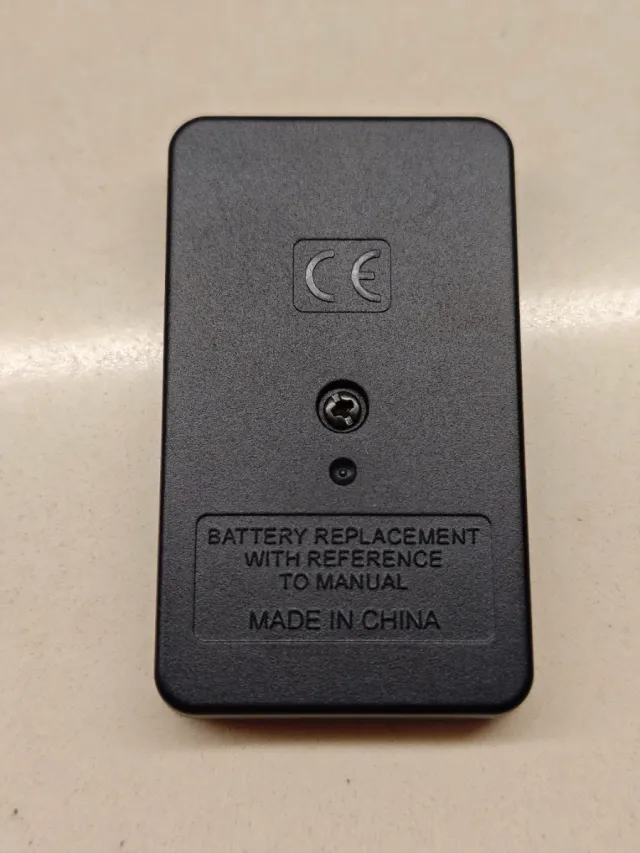 CE
BATTERY REPLACEMENT
WITH REFERENCE
TO MANUAL
MADE IN CHINA